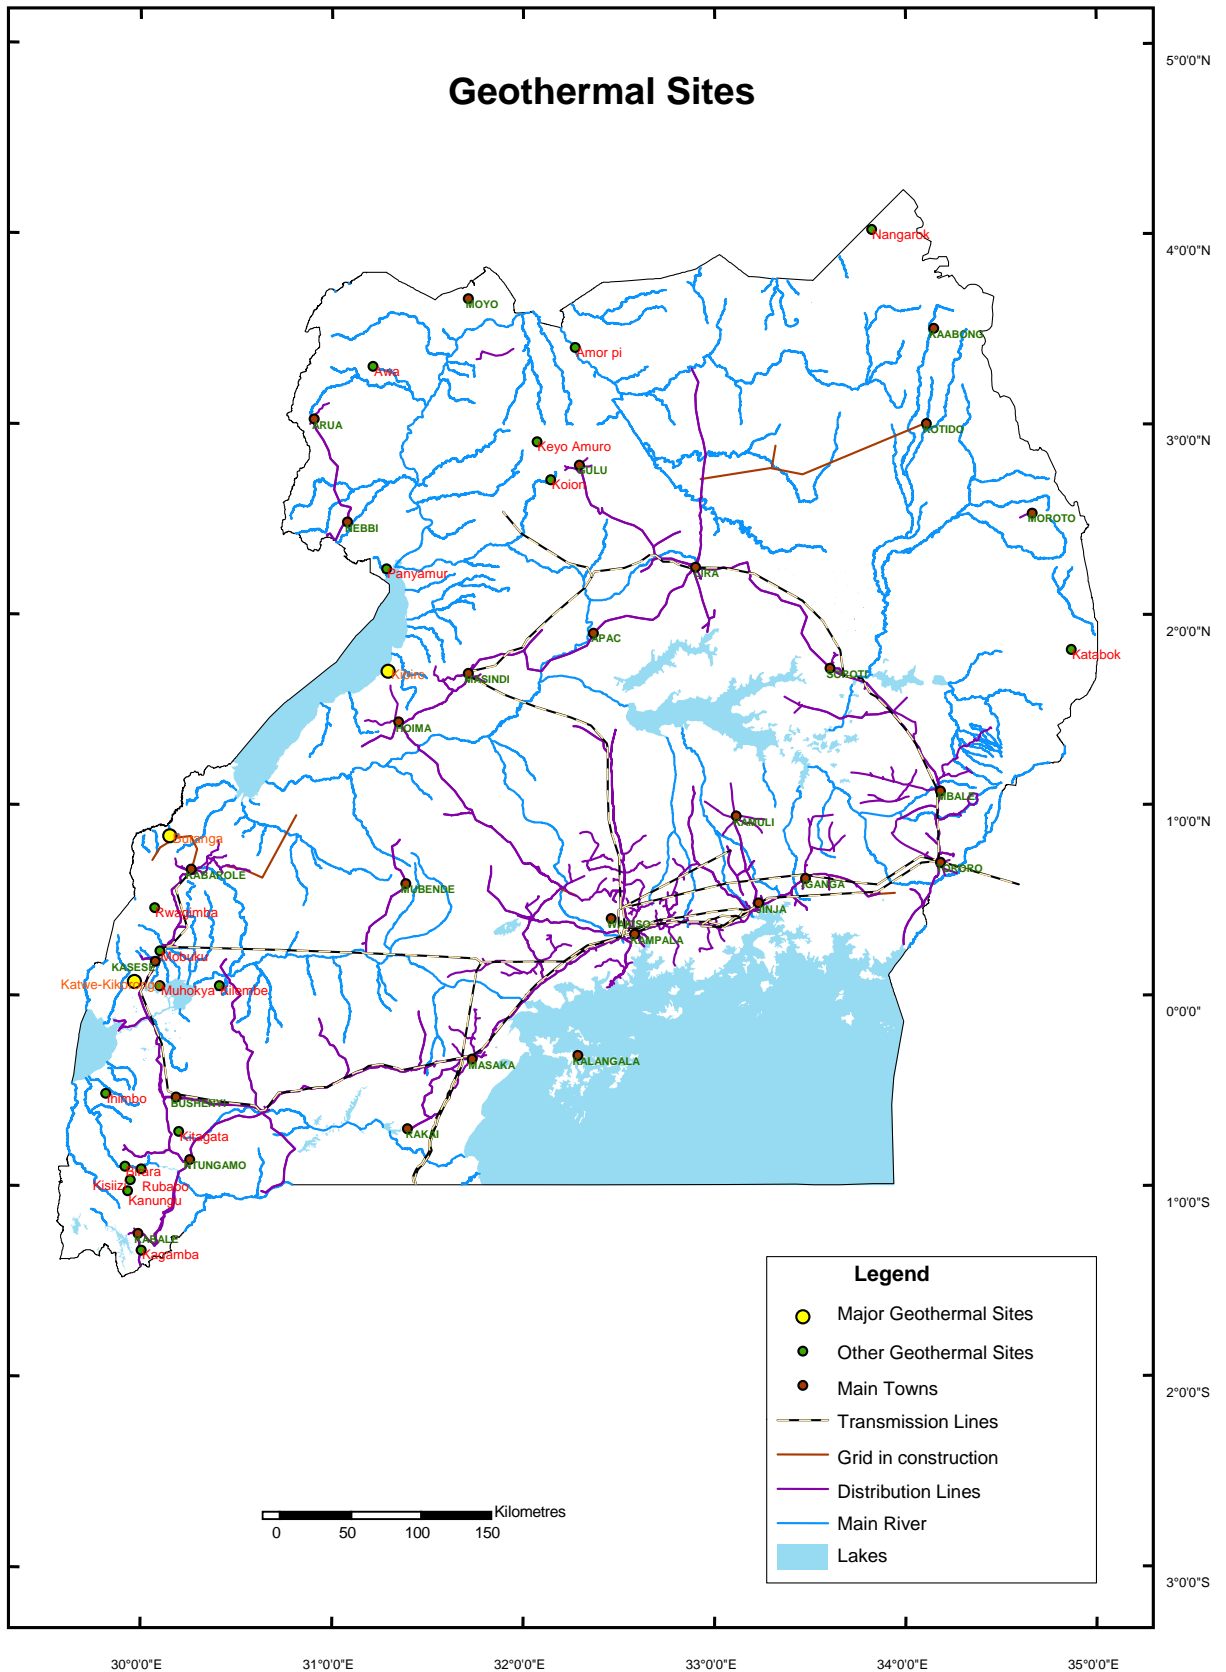 Geothermal Sites
5°0'0"N
4°0'0"N
3°0'0"N
2°0'0"N
1°0'0"N
0°0'0"
1°0'0"S
2°0'0"S
3°0'0"S
Nangarok
MOYO
KAABONG
Amor pi
Awa
ARUA
KOTIDO
Keyo Amuro
GULU
Koion
MOROTO
NEBBI
Panyamur
LIRA
APAC
Katabok
Kibiro
MASINDI
SOROTI
HOIMA
MBALE
KAMULI
Buranga
KABAROLE
TORORO
MUBENDE
IGANGA
Rwagimba
JINJA
KAMPALA
Mobuku
KASESE
Katwe-Kikorongo
Muhokya
Kilembe
KALANGALA
MASAKA
Ihimbo
BUSHENYI
RAKAI
Kitagata
NTUNGAMO
Birara
Kisiizi
Rubabo
Kanungu
KABALE
Kagamba
Legend
Major Geothermal Sites
Other Geothermal Sites
Main Towns
Transmission Lines
Grid in construction
Distribution Lines
Main River
Lakes
Kilometres
0 50 100 150
30°0'0"E 31°0'0"E 32°0'0"E 33°0'0"E 34°0'0"E 35°0'0"E